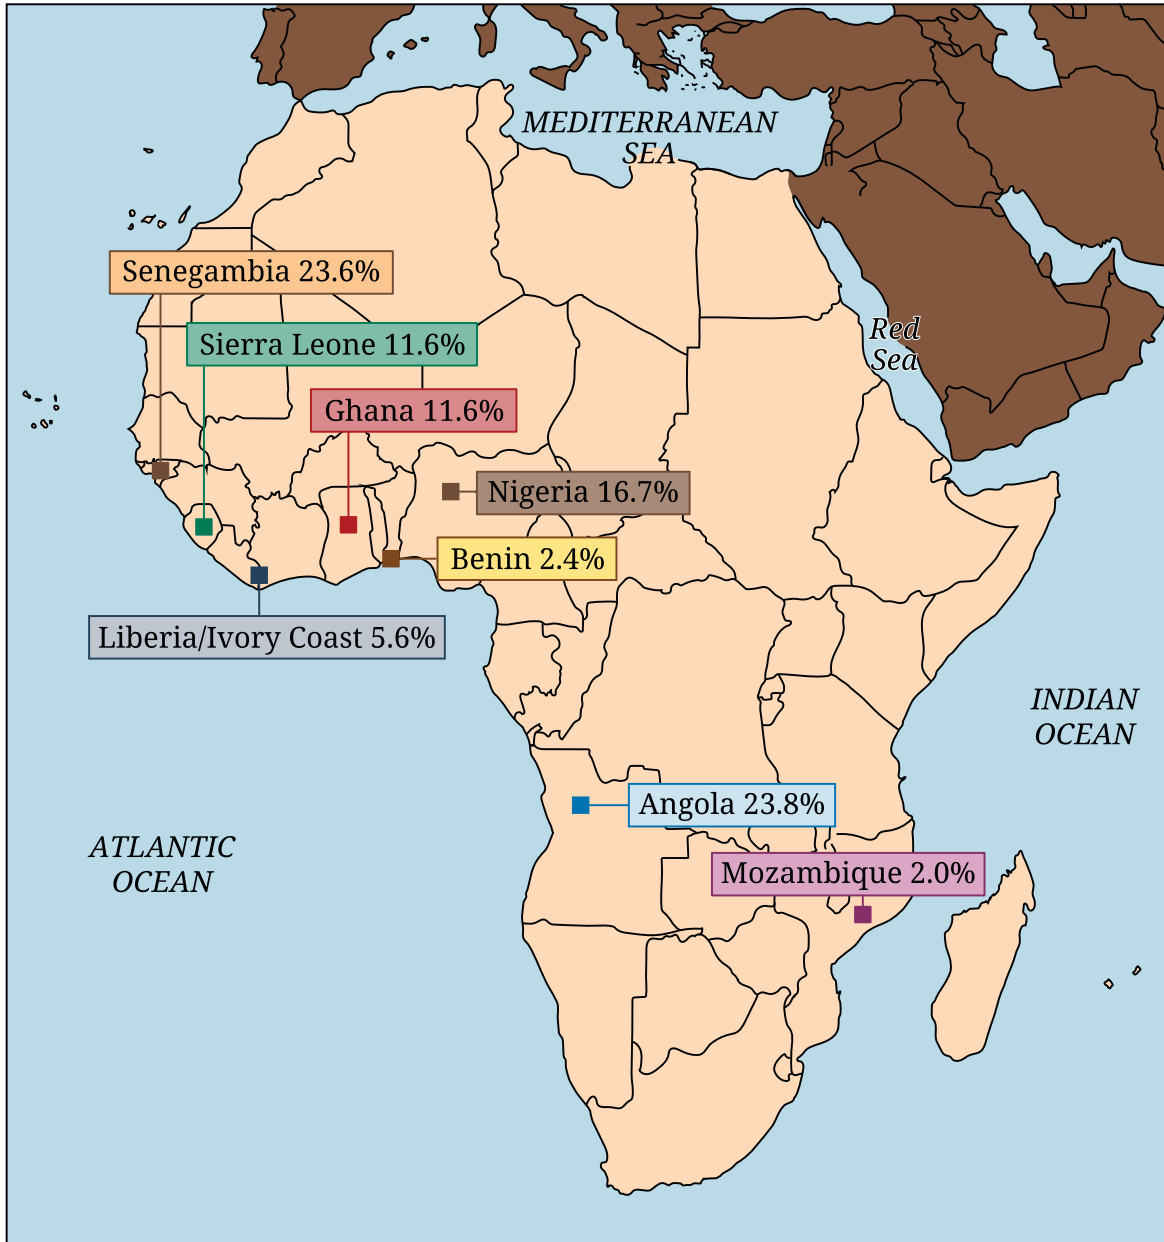 MEDITERRANEAN
SEA
Senegambia 23.6%
Sierra Leone 11.6%
Red
Sea
Ghana 11.6%
Nigeria 16.7%
Benin 2.4%
Liberia/Ivory Coast 5.6%
INDIAN
OCEAN
Angola 23.8%
ATLANTIC
OCEAN
Mozambique 2.0%